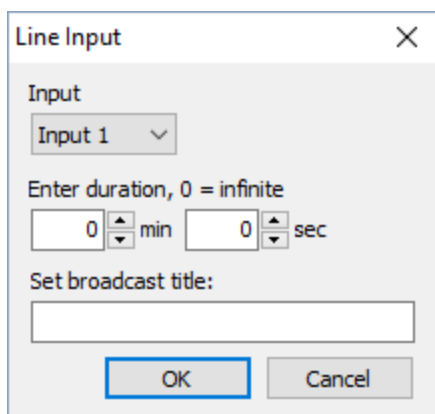 Line Input
Input
Input 1
Enter duration, 0 = infinite
0 min 0 sec
Set broadcast title:
OK Cancel